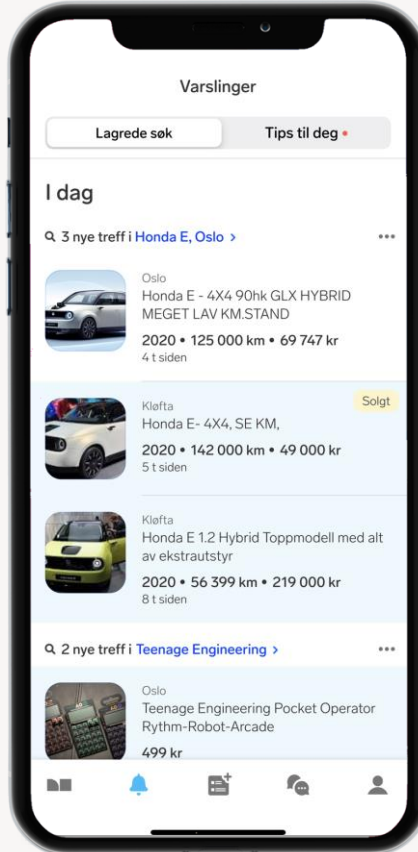 Varslinger
Lagrede søk
Tips til deg
I dag
3 nye treff i Honda E, Oslo >
Oslo
Honda E - 4X4 90hk GLX HYBRID
MEGET LAV KM.STAND
2020 • 125 000 km • 69 747 kr
4 t siden
Solgt
Kløfta
Honda E- 4X4, SE KM,
2020 • 142 000 km • 49 000 kr
5 t siden
Kløfta
Honda E 1.2 Hybrid Toppmodell med alt
av ekstrautstyr
2020 • 56 399 km • 219 000 kr
8 t siden
2 nye treff i Teenage Engineering >
Oslo
Teenage Engineering Pocket Operator
Rythm-Robot-Arcade
499 kr